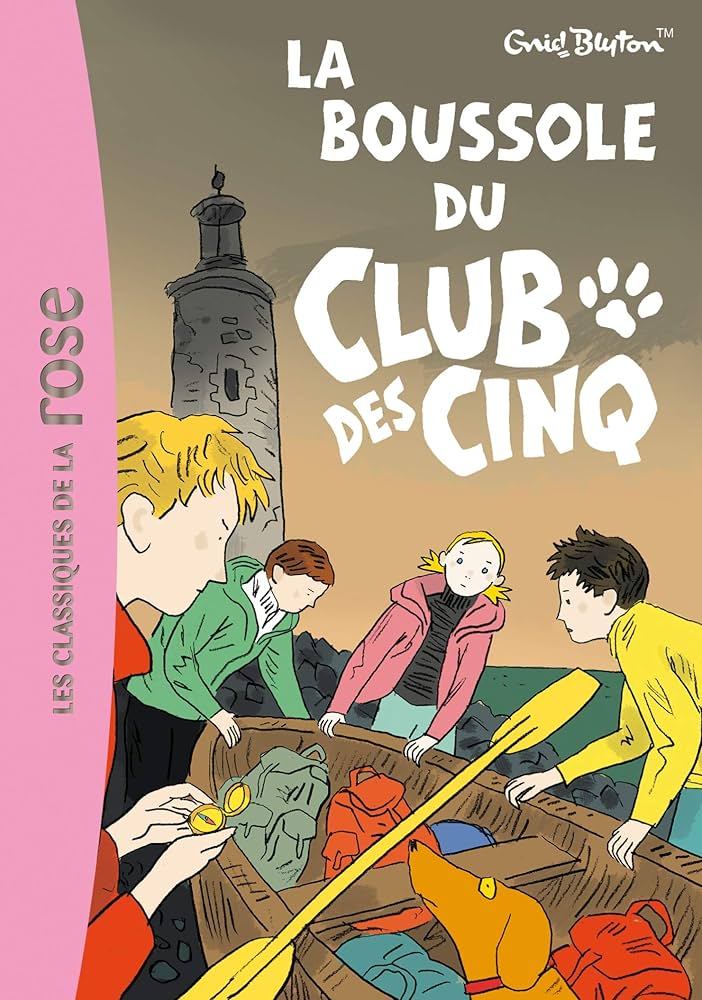 Enid Blyton™
LA
BOUSSOLE
DU
CLUB
DES CINQ
LES CLASSIQUES DE LA rose